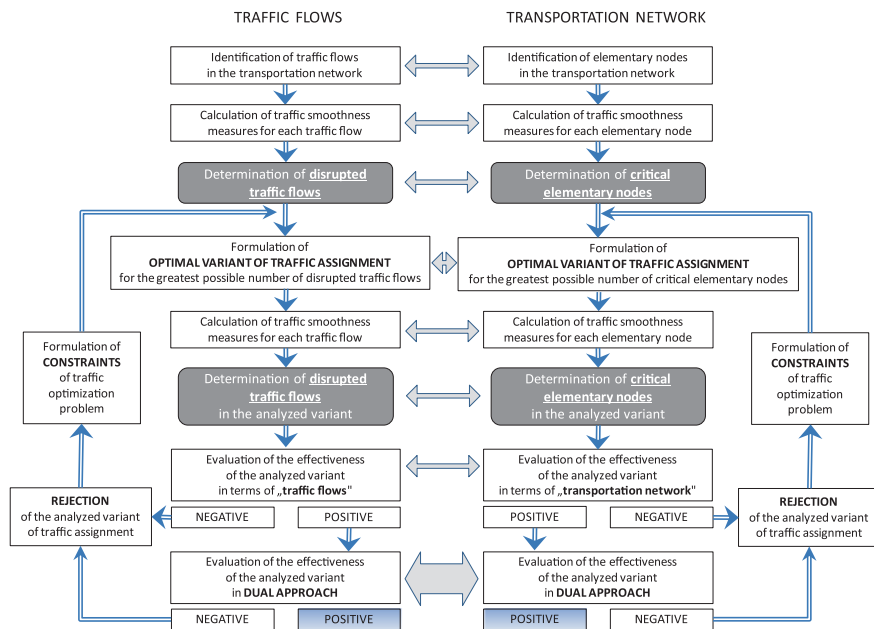 TRAFFIC FLOWS
TRANSPORTATION NETWORK
Identification of traffic flows
in the transportation network
Identification of elementary nodes
in the transportation network
Calculation of traffic smoothness
measures for each traffic flow
Calculation of traffic smoothness
measures for each elementary node
Determination of disrupted
traffic flows
Determination of critical
elementary nodes
Formulation of
OPTIMAL VARIANT OF TRAFFIC ASSIGNMENT
for the greatest possible number of disrupted traffic flows
Formulation of
OPTIMAL VARIANT OF TRAFFIC ASSIGNMENT
for the greatest possible number of critical elementary nodes
Calculation of traffic smoothness
measures for each traffic flow
Calculation of traffic smoothness
measures for each elementary node
Formulation of
CONSTRAINTS
of traffic
optimization
problem
Formulation of
CONSTRAINTS
of traffic
optimization
problem
Determination of disrupted
traffic flows
in the analyzed variant
Determination of critical
elementary nodes
in the analyzed variant
Evaluation of the effectiveness
of the analyzed variant
in terms of „traffic flows"
Evaluation of the effectiveness
of the analyzed variant
in terms of „transportation network"
REJECTION
of the analyzed variant
of traffic assignment
NEGATIVE
POSITIVE
POSITIVE
NEGATIVE
REJECTION
of the analyzed variant
of traffic assignment
Evaluation of the effectiveness
of the analyzed variant
in DUAL APPROACH
Evaluation of the effectiveness
of the analyzed variant
in DUAL APPROACH
NEGATIVE
POSITIVE
POSITIVE
NEGATIVE